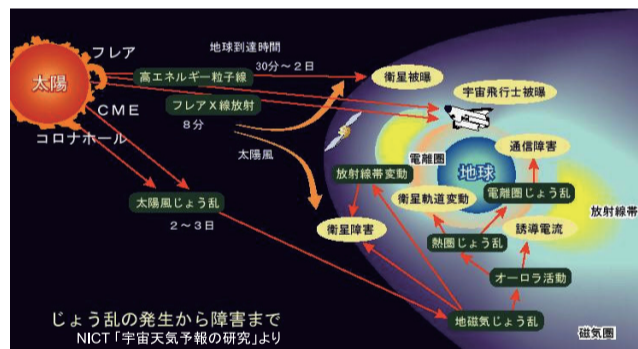 フレア
地球到達時間
30分～2日
太陽
高エネルギー粒子線
衛星被曝
宇宙飛行士被曝
フレアX線放射
CME
8分
コロナホール
太陽風
通信障害
電離圏
地球
放射線帯変動
電離圏じょう乱
衛星軌道変動
太陽風じょう乱
放射線帯
2～3日
衛星障害
誘導電流
熱圏じょう乱
オーロラ活動
じょう乱の発生から障害まで
地磁気じょう乱
NICT「宇宙天気予報の研究」より
磁気圏